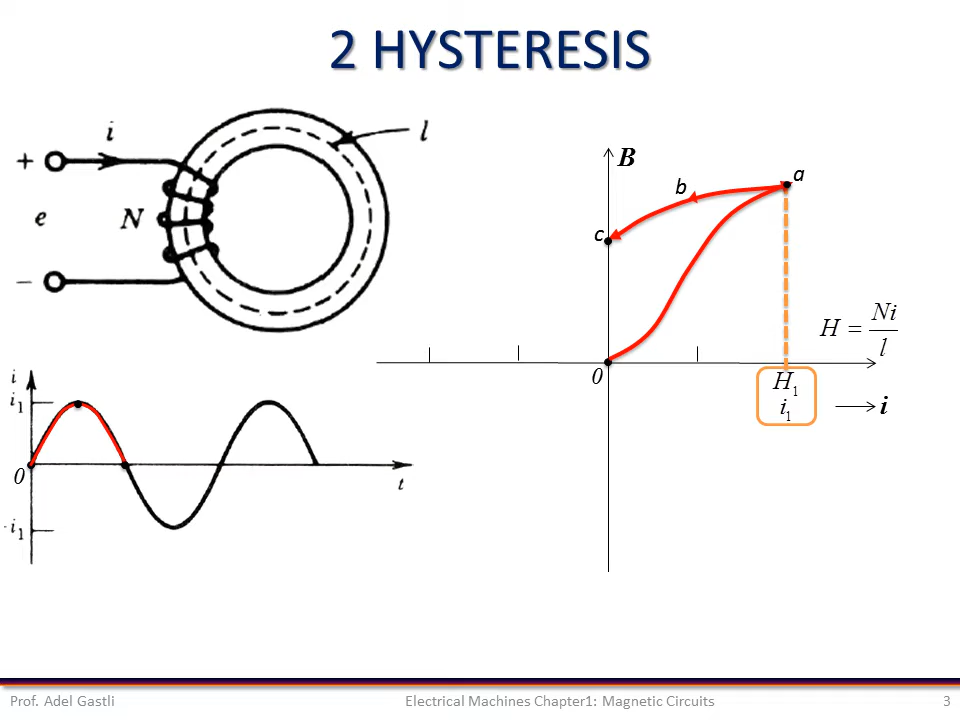 2 HYSTERESIS
i
l
+
e
N
−
B
a
b
c
H = Ni/l
0
H₁
i₁
i
i
i₁
0
t
-i₁
Prof. Adel Gastli
Electrical Machines Chapter1: Magnetic Circuits
3